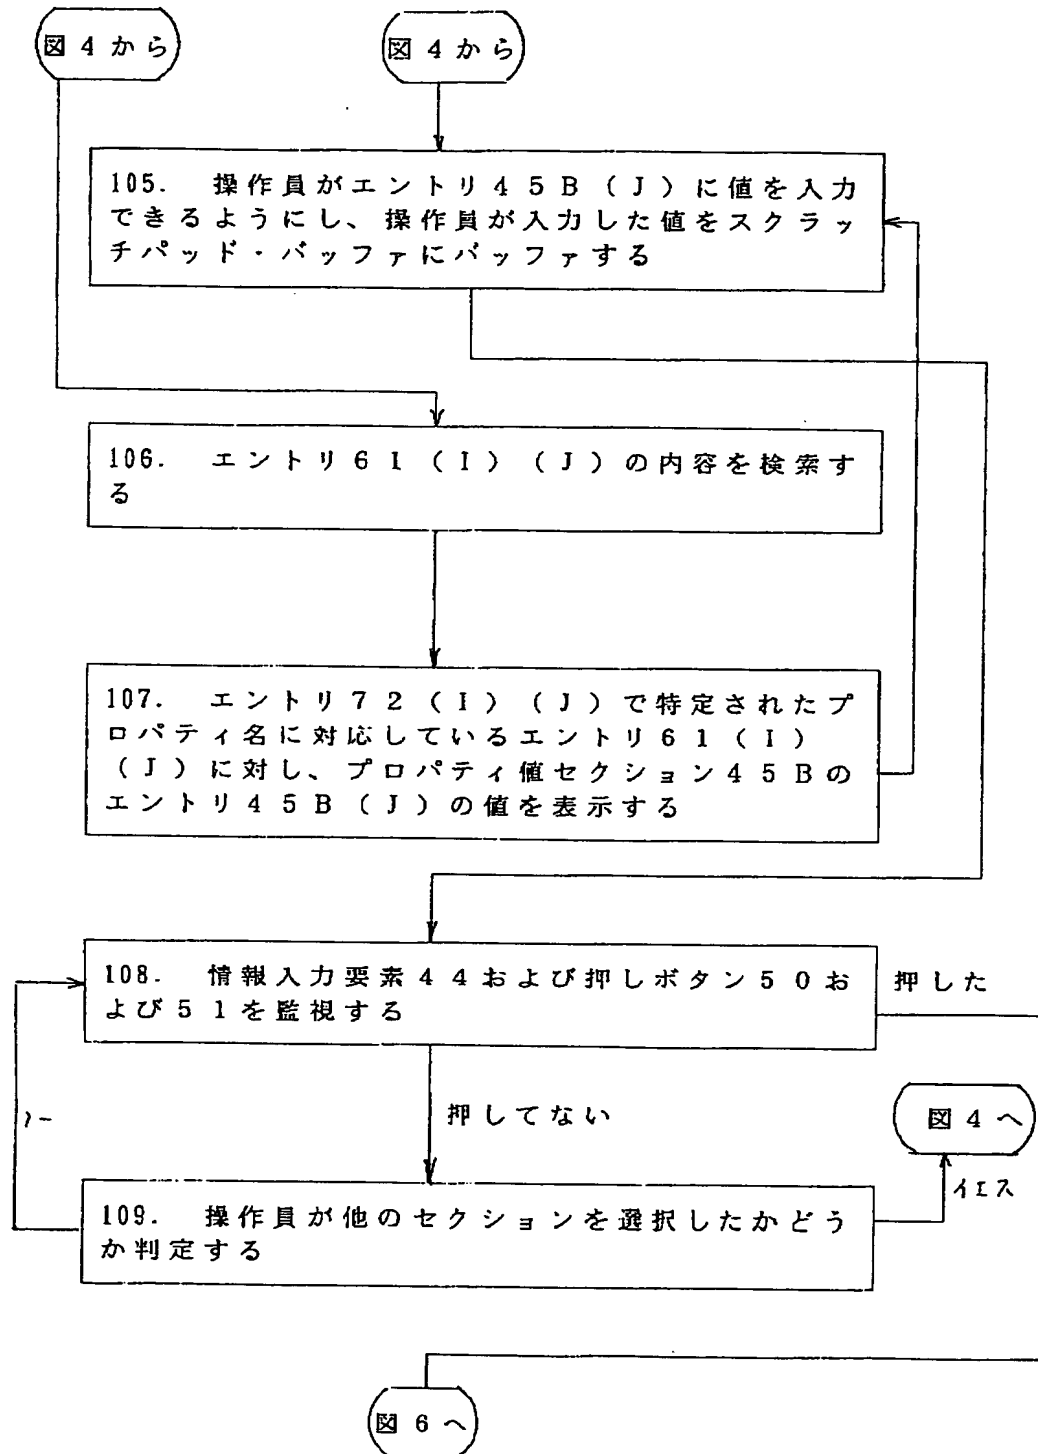 図4から
図4から
105. 操作員がエントリ45B(J)に値を入力
できるようにし、操作員が入力した値をスクラッ
チパッド・バッファにバッファする
106. エントリ61(I)(J)の内容を検索す
る
107. エントリ72(I)(J)で特定されたプ
ロパティ名に対応しているエントリ61(I)
(J)に対し、プロパティ値セクション45Bの
エントリ45B(J)の値を表示する
108. 情報入力要素44および押しボタン50お
よび51を監視する
押した
押してない
図4へ
ノー
イエス
109. 操作員が他のセクションを選択したかどう
か判定する
図6へ